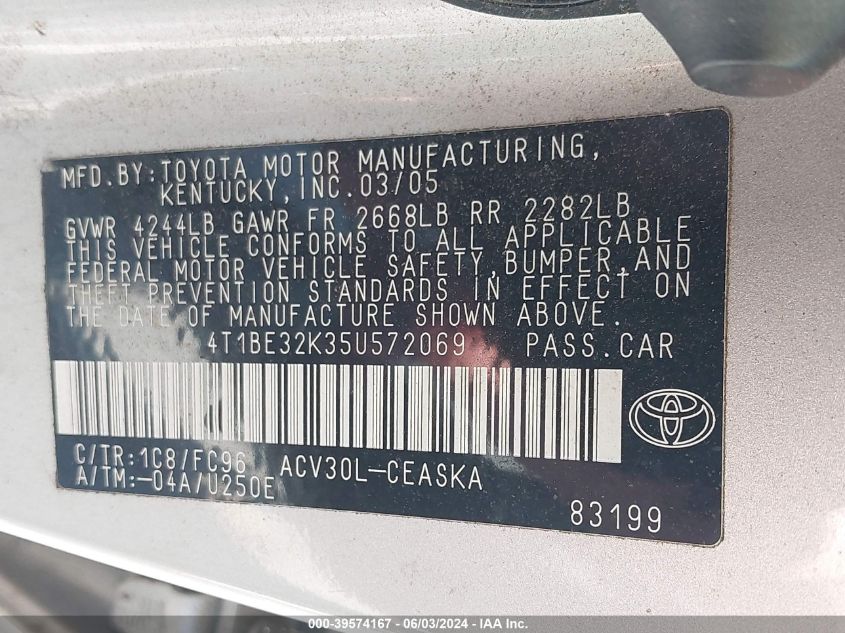 MFD.BY:TOYOTA MOTOR MANUFACTURING,
KENTUCKY,INC.03/05
GVWR 4244LB GAWR FR 2668LB RR 2282LB
THIS VEHICLE CONFORMS TO ALL APPLICABLE
FEDERAL MOTOR VEHICLE SAFETY,BUMPER,AND
THEFT PREVENTION STANDARDS IN EFFECT ON
THE DATE OF MANUFACTURE SHOWN ABOVE.
4T1BE32K35U572069 PASS.CAR
C/TR:1C8/FC96 ACV30L-CEASKA
A/TM:-04A/U250E
83199
000-39574167 - 06/03/2024 - IAAI.COM